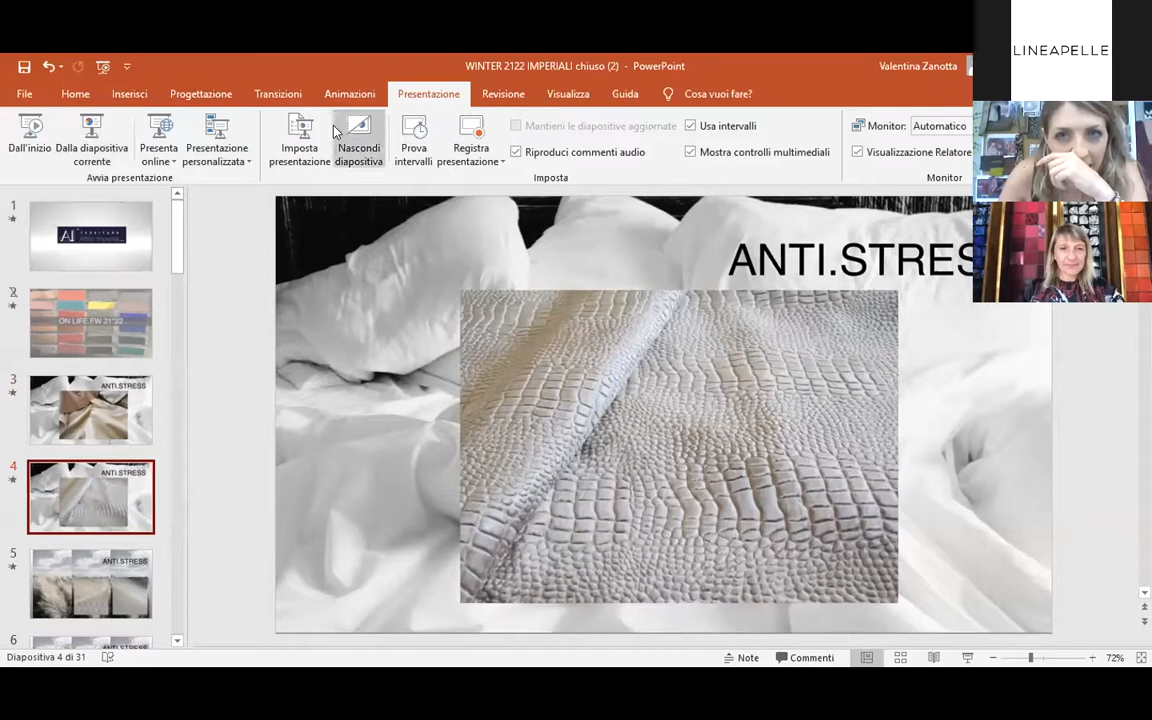 LINEAPELLE
WINTER 2122 IMPERIALI chiuso (2) - PowerPoint
Valentina Zanotta
File Home Inserisci Progettazione Transizioni Animazioni Presentazione Revisione Visualizza Guida Cosa vuoi fare?
Dall'inizio
Dalla diapositiva corrente
Presenta online
Presentazione personalizzata
Avvia presentazione
Imposta presentazione
Nascondi diapositiva
Prova intervalli
Registra presentazione
Mantieni le diapositive aggiornate
Riproduci commenti audio
Usa intervalli
Mostra controlli multimediali
Imposta
Monitor: Automatico
Visualizzazione Relatore
Monitor
1
AI
2
ON LIFE.FW 21°22
3
ANTI.STRESS
4
ANTI.STRESS
5
ANTI.STRESS
6
ANTI.STRES
Diapositiva 4 di 31
Note
Commenti
72%